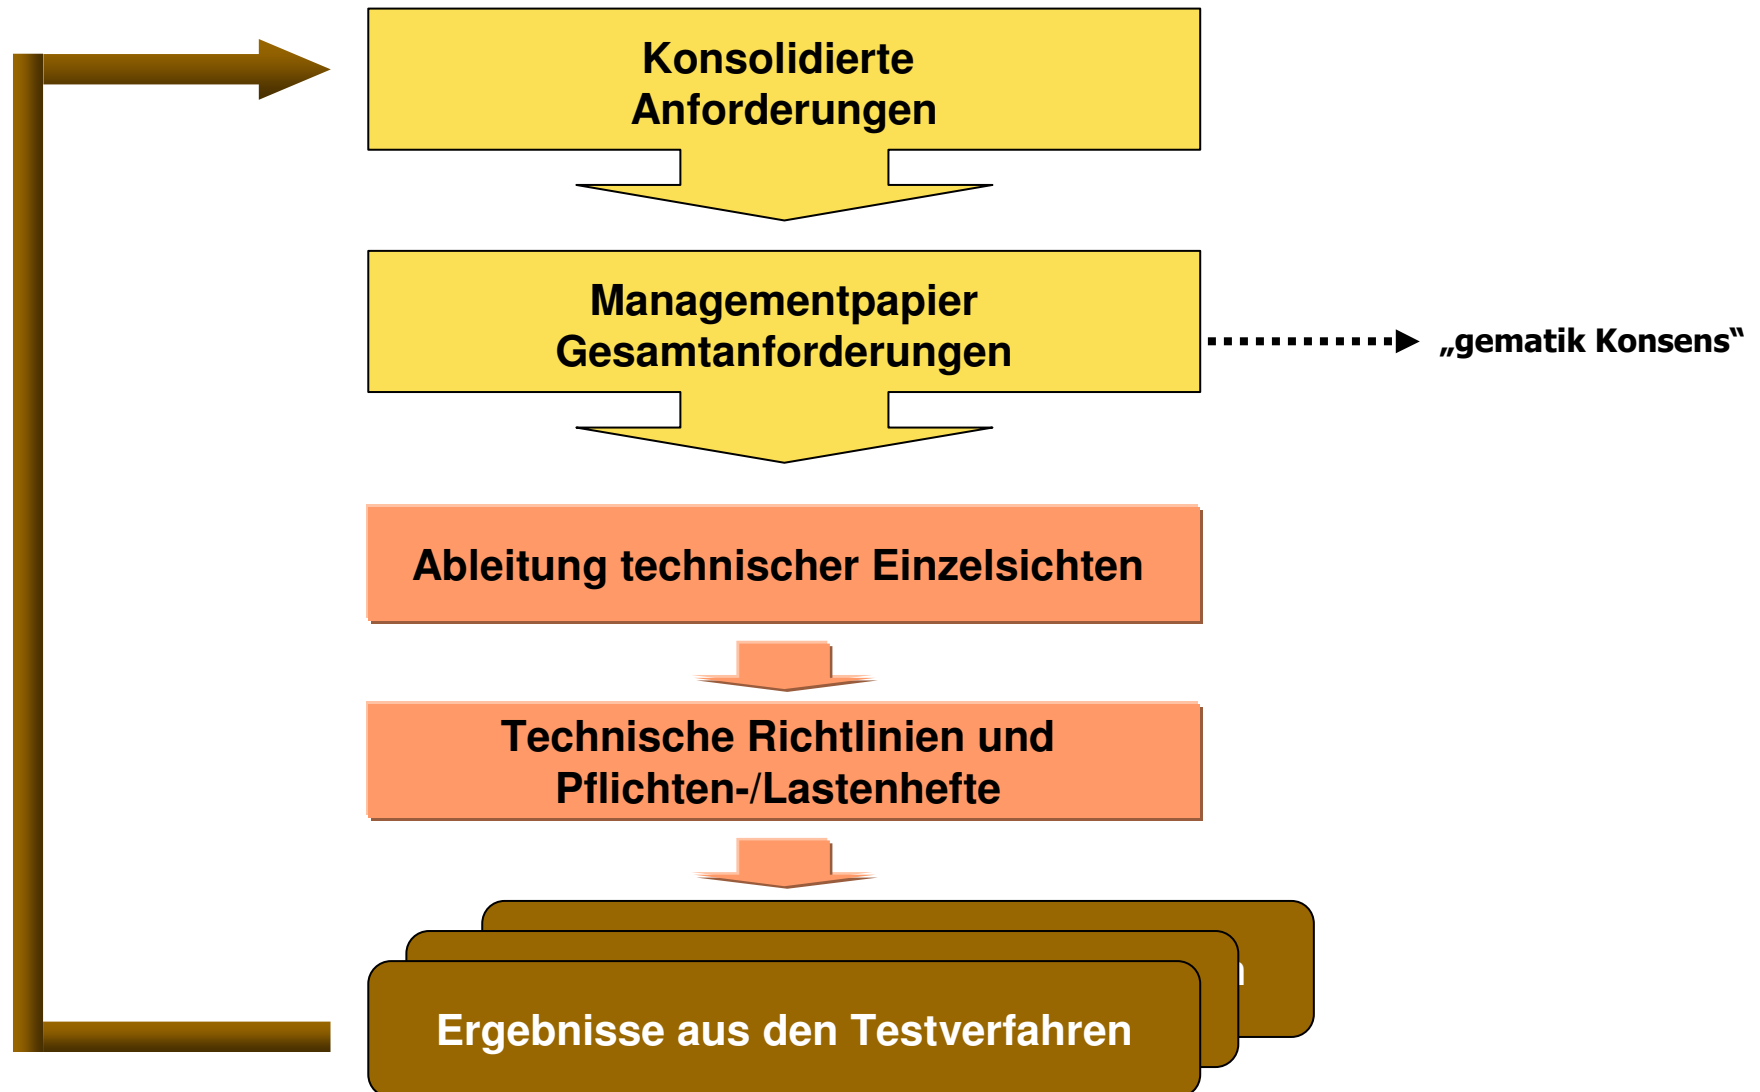 Konsolidierte
Anforderungen
Managementpapier
Gesamtanforderungen
„gematik Konsens“
Ableitung technischer Einzelsichten
Technische Richtlinien und
Pflichten-/Lastenhefte
Ergebnisse aus den Testverfahren